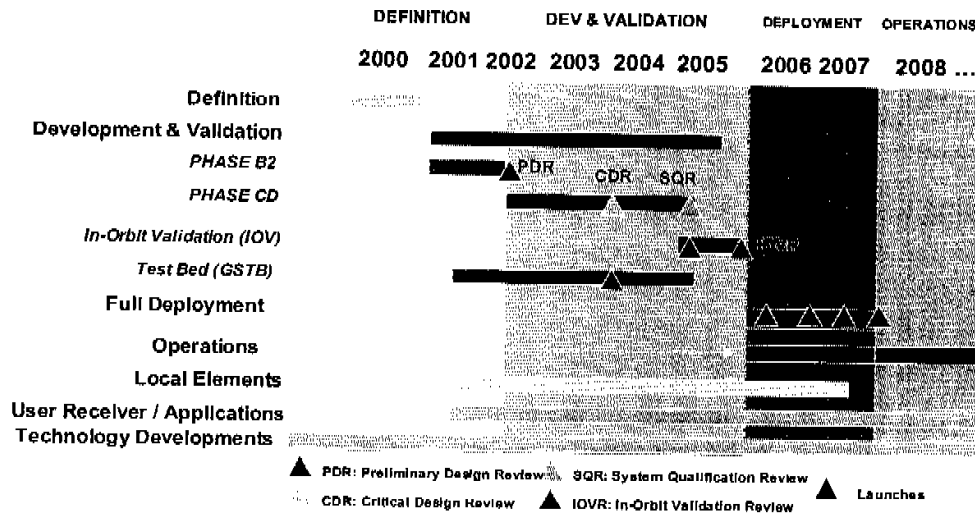 DEFINITION DEV & VALIDATION DEPLOYMENT OPERATIONS
2000 2001 2002 2003 2004 2005 2006 2007 2008 ...
Definition
Development & Validation
PHASE B2 PDR
PHASE CD CDR SQR
In-Orbit Validation (IOV)
Test Bed (GSTB)
Full Deployment
Operations
Local Elements
User Receiver / Applications
Technology Developments
PDR: Preliminary Design Review SQR: System Qualification Review
CDR: Critical Design Review IOVR: In-Orbit Validation Review Launches